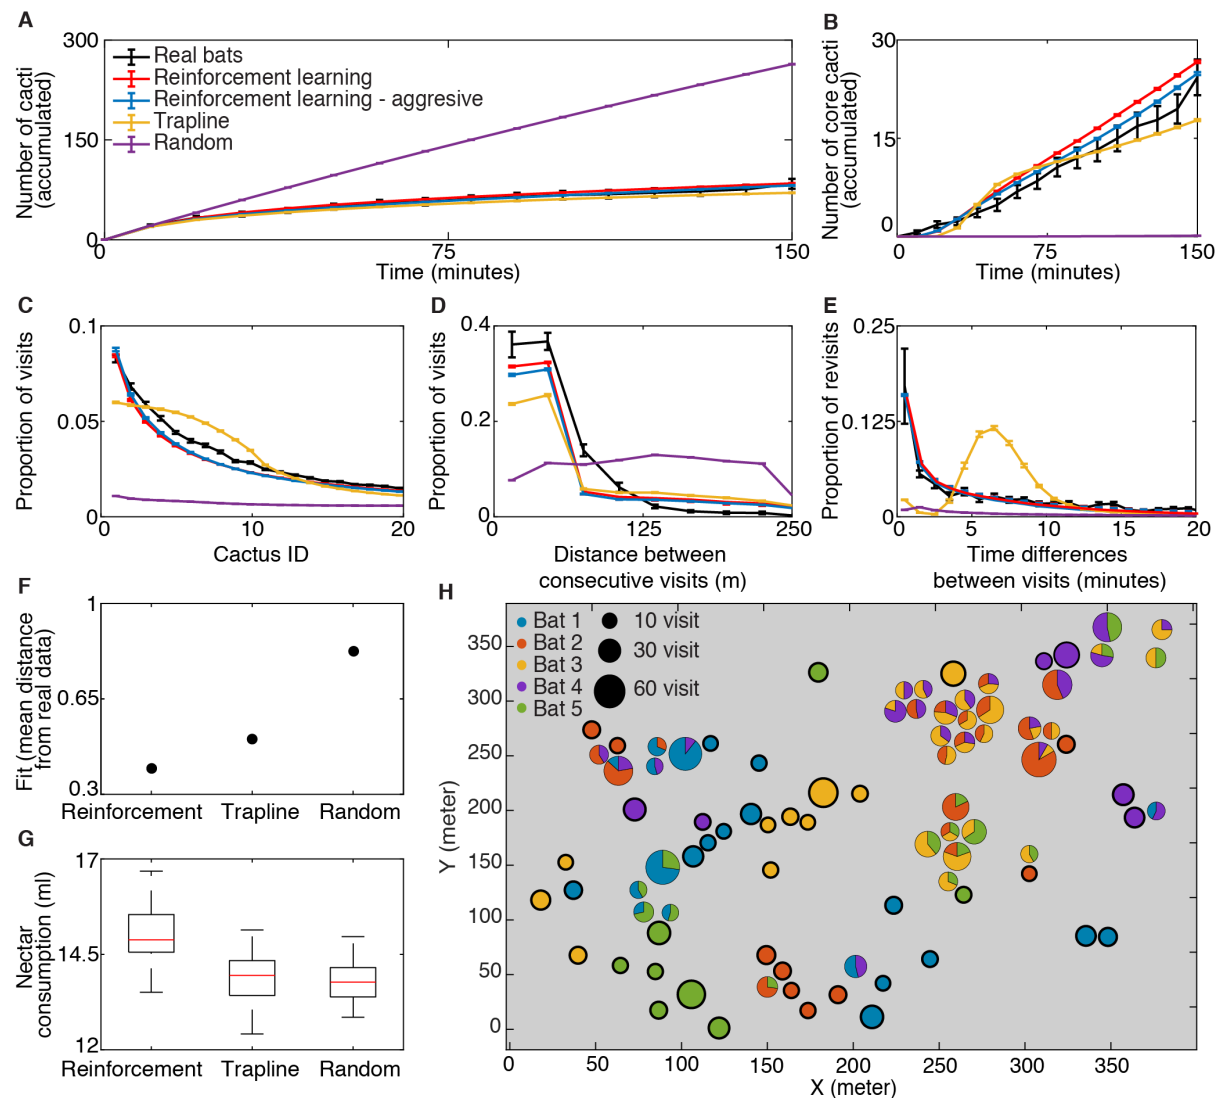 A
300
150
0
Number of cacti
(accumulated)
Real bats
Reinforcement learning
Reinforcement learning - aggresive
Trapline
Random
0
75
150
Time (minutes)
B
30
15
0
Number of core cacti
(accumulated)
0
75
150
Time (minutes)
C
0.1
0.05
0
Proportion of visits
0
10
20
Cactus ID
D
0.4
0.2
0
Proportion of visits
0
125
250
Distance between
consecutive visits (m)
E
0.25
0.125
0
Proportion of revisits
0
5
10
15
20
Time differences
between visits (minutes)
F
1
0.65
0.3
Fit (mean distance
from real data)
Reinforcement
Trapline
Random
G
17
14.5
12
Nectar
consumption (ml)
Reinforcement
Trapline
Random
H
Bat 1
Bat 2
Bat 3
Bat 4
Bat 5
10 visit
30 visit
60 visit
350
300
250
200
150
100
50
0
Y (meter)
0
50
100
150
200
250
300
350
X (meter)